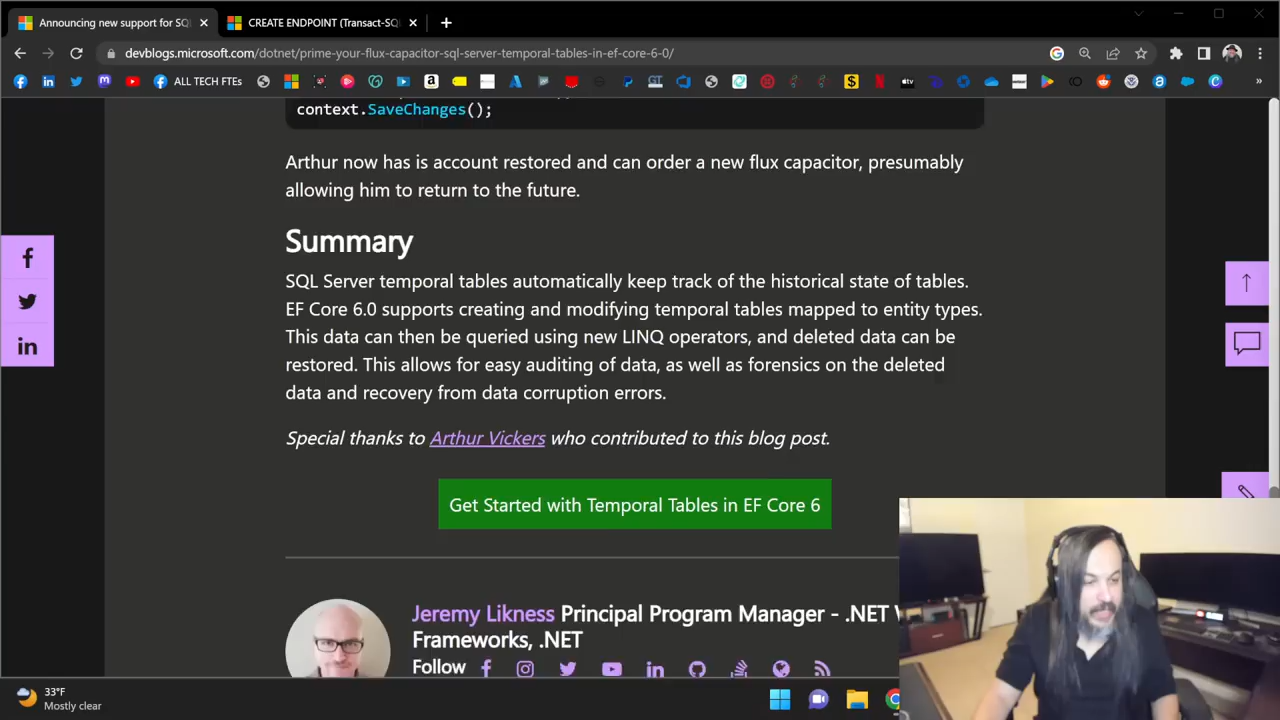 Announcing new support for SQL
CREATE ENDPOINT (Transact-SQL
devblogs.microsoft.com/dotnet/prime-your-flux-capacitor-sql-server-temporal-tables-in-ef-core-6-0/
ALL TECH FTEs
context.SaveChanges();
Arthur now has is account restored and can order a new flux capacitor, presumably
allowing him to return to the future.
Summary
SQL Server temporal tables automatically keep track of the historical state of tables.
EF Core 6.0 supports creating and modifying temporal tables mapped to entity types.
This data can then be queried using new LINQ operators, and deleted data can be
restored. This allows for easy auditing of data, as well as forensics on the deleted
data and recovery from data corruption errors.
Special thanks to Arthur Vickers who contributed to this blog post.
Get Started with Temporal Tables in EF Core 6
Jeremy Likness Principal Program Manager - .NET
Frameworks, .NET
Follow
33°F
Mostly clear